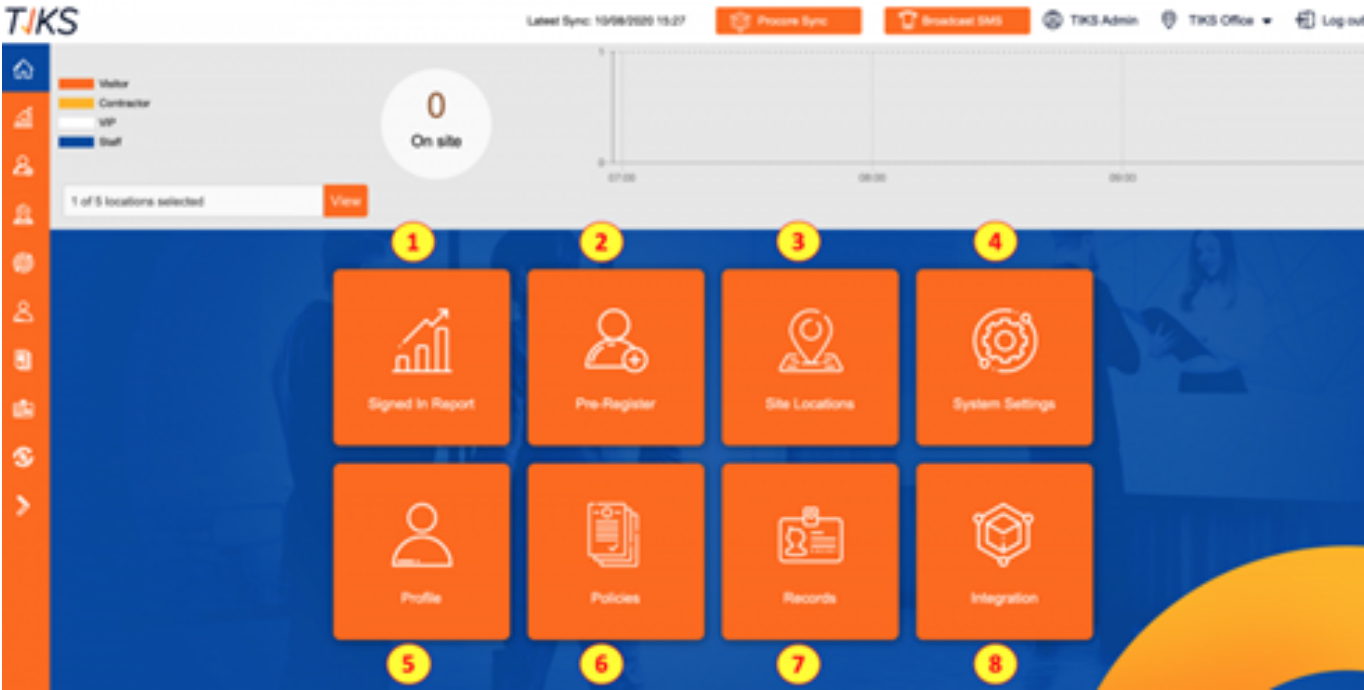 TIKS
Latest Sync: 10/08/2020 15:27
Procore Sync
Broadcast SMS
TIKS Admin
TIKS Office
Log out
Visitor
Contractor
VIP
Staff
0
On site
1
0
07:00
08:00
09:00
1 of 5 locations selected
View
1
2
3
4
Signed In Report
Pre-Register
Site Locations
System Settings
Profile
Policies
Records
Integration
5
6
7
8